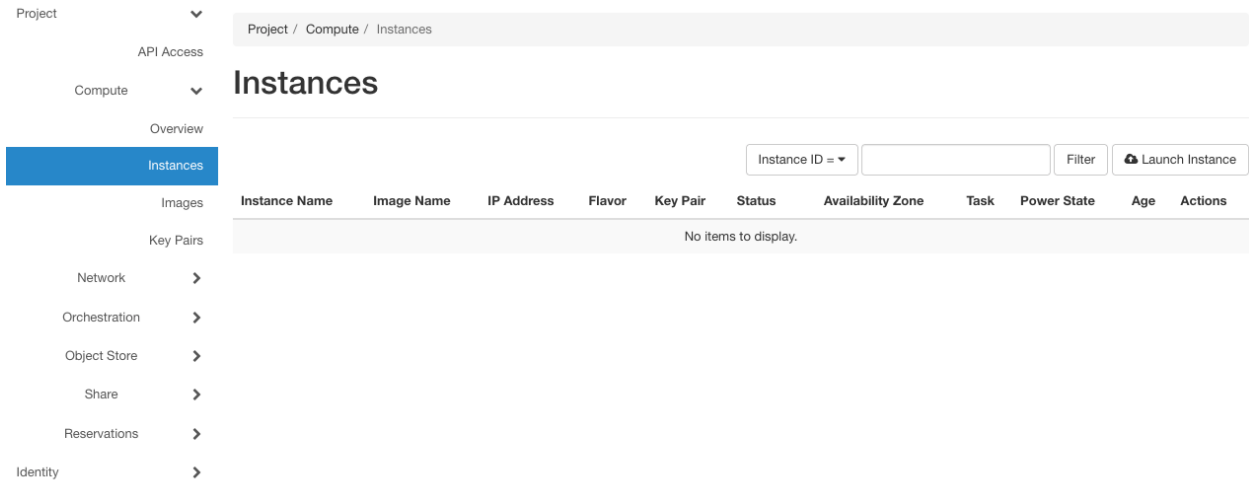 Project
API Access
Compute
Overview
Instances
Images
Key Pairs
Network
Orchestration
Object Store
Share
Reservations
Identity
Project / Compute / Instances
Instances
Instance ID = Filter Launch Instance
Instance Name Image Name IP Address Flavor Key Pair Status Availability Zone Task Power State Age Actions
No items to display.